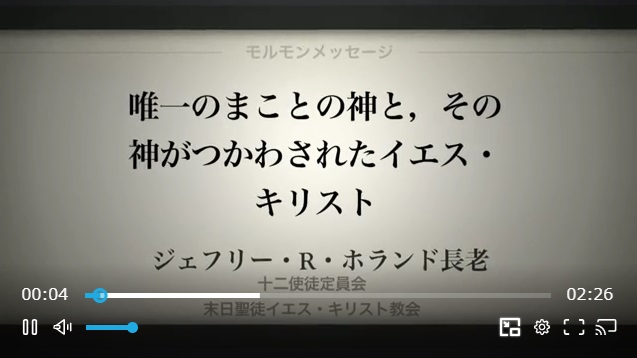 モルモンメッセージ
唯一のまことの神と，その
神がつかわされたイエス・
キリスト
ジェフリー・R・ホランド長老
十二使徒定員会
00:04
02:26
末日聖徒イエス・キリスト教会